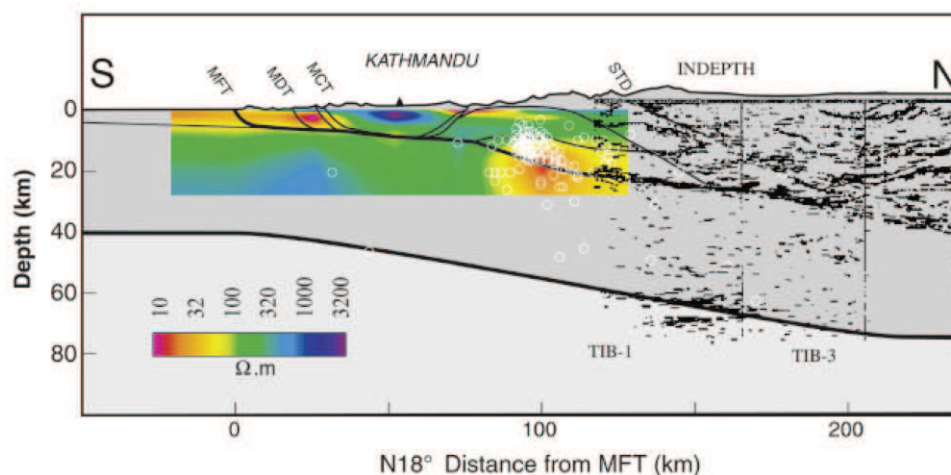 S
N
MFT
MDT
MCT
KATHMANDU
STD
INDEPTH
0
20
40
60
80
Depth (km)
10 32 100 320 1000 3200
Ω.m
TIB-1
TIB-3
0 100 200
N18° Distance from MFT (km)